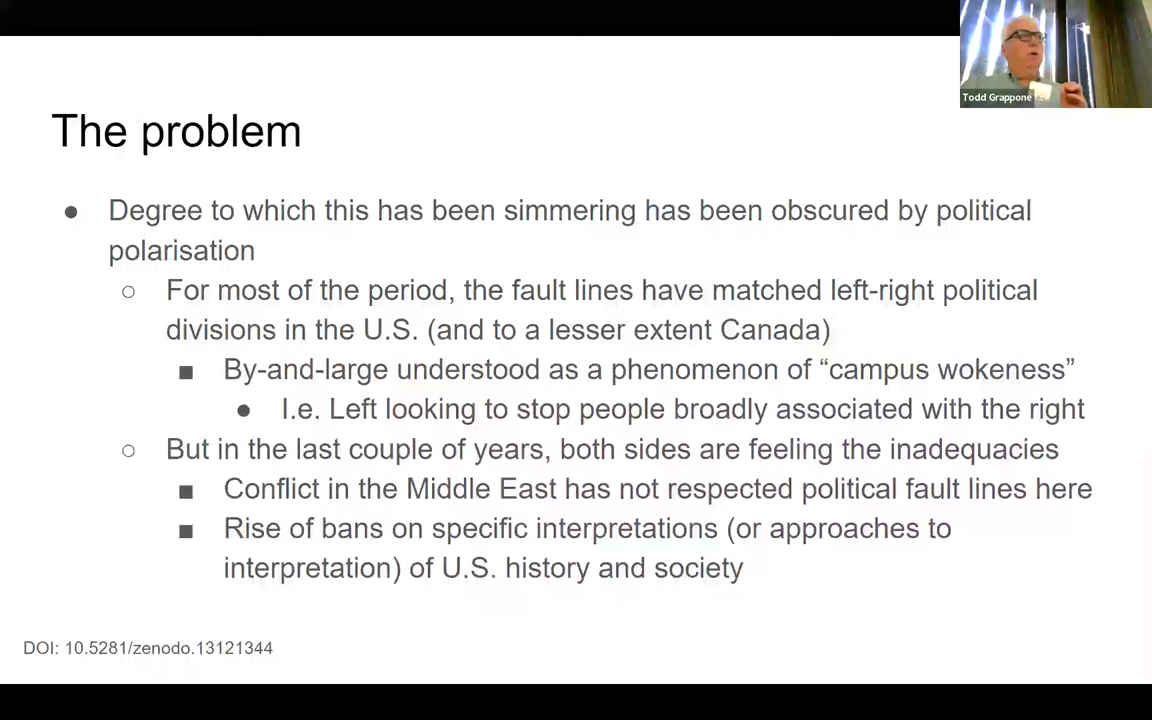 Todd Grappone
The problem
● Degree to which this has been simmering has been obscured by political
polarisation
○ For most of the period, the fault lines have matched left-right political
divisions in the U.S. (and to a lesser extent Canada)
■ By-and-large understood as a phenomenon of “campus wokeness”
● I.e. Left looking to stop people broadly associated with the right
○ But in the last couple of years, both sides are feeling the inadequacies
■ Conflict in the Middle East has not respected political fault lines here
■ Rise of bans on specific interpretations (or approaches to
interpretation) of U.S. history and society
DOI: 10.5281/zenodo.13121344